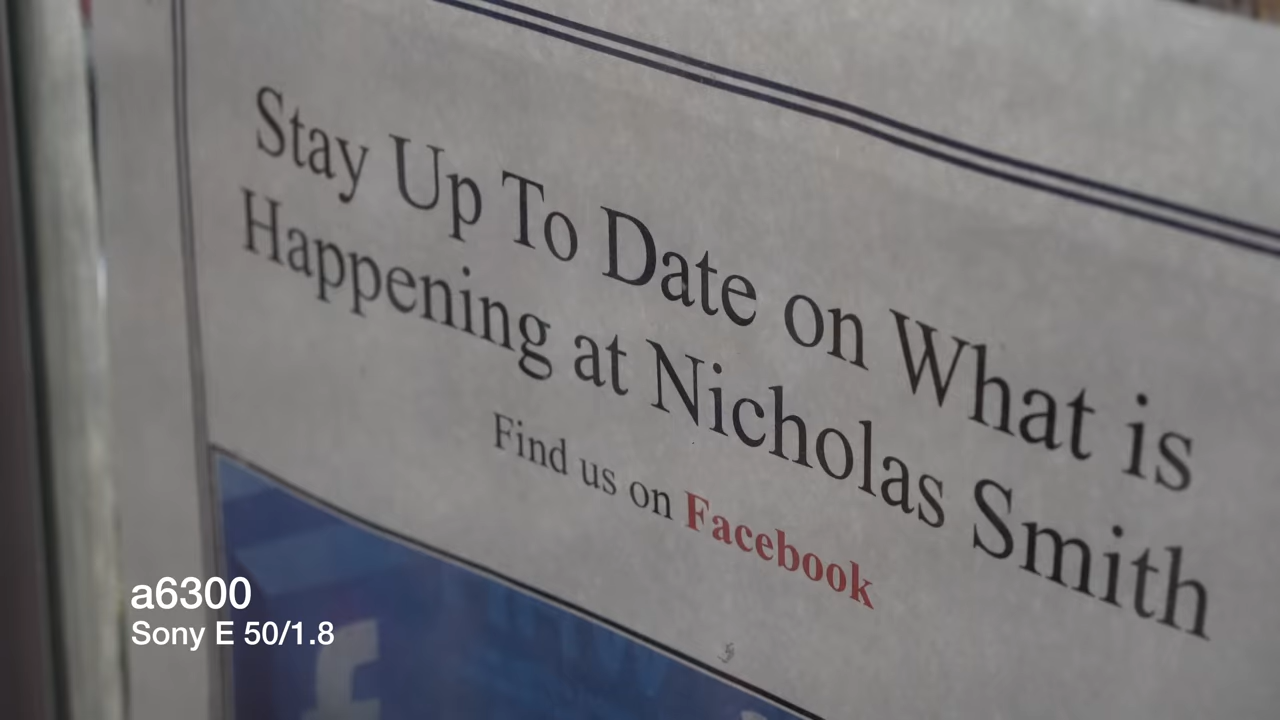 Stay Up To Date on What is
Happening at Nicholas Smith
Find us on Facebook
f
a6300
Sony E 50/1.8